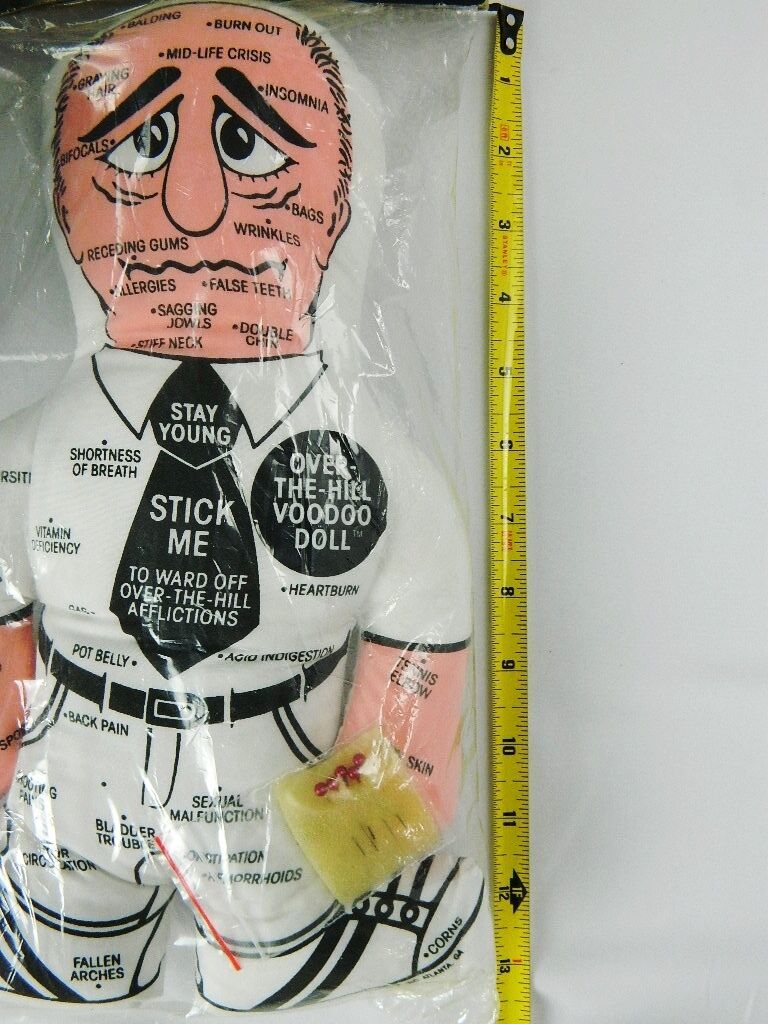 •BALDING
•BURN OUT
•MID-LIFE CRISIS
•GRAYING
HAIR
•INSOMNIA
BIFOCALS•
•BAGS
WRINKLES
RECEDING GUMS
ALLERGIES
•FALSE TEETH
•SAGGING
JOWLS
•DOUBLE
CHIN
•STIFF NECK
STAY
YOUNG
SHORTNESS
OF BREATH
OVER-
THE-HILL
VOODOO
DOLL™
STICK
ME
TO WARD OFF
OVER-THE-HILL
AFFLICTIONS
VITAMIN
DEFICIENCY
•HEARTBURN
POT BELLY•
•ACID INDIGESTION
TENNIS
ELBOW
•BACK PAIN
SKIN
SEXUAL
MALFUNCTION
BLADDER
TROUBLE
CIRCULATION
CONSTIPATION
HEMORRHOIDS
FALLEN
ARCHES
•CORNS
ATLANTA, GA
1
2
3
STANLEY®
4
5
6
7
8
9
10
11
12
13